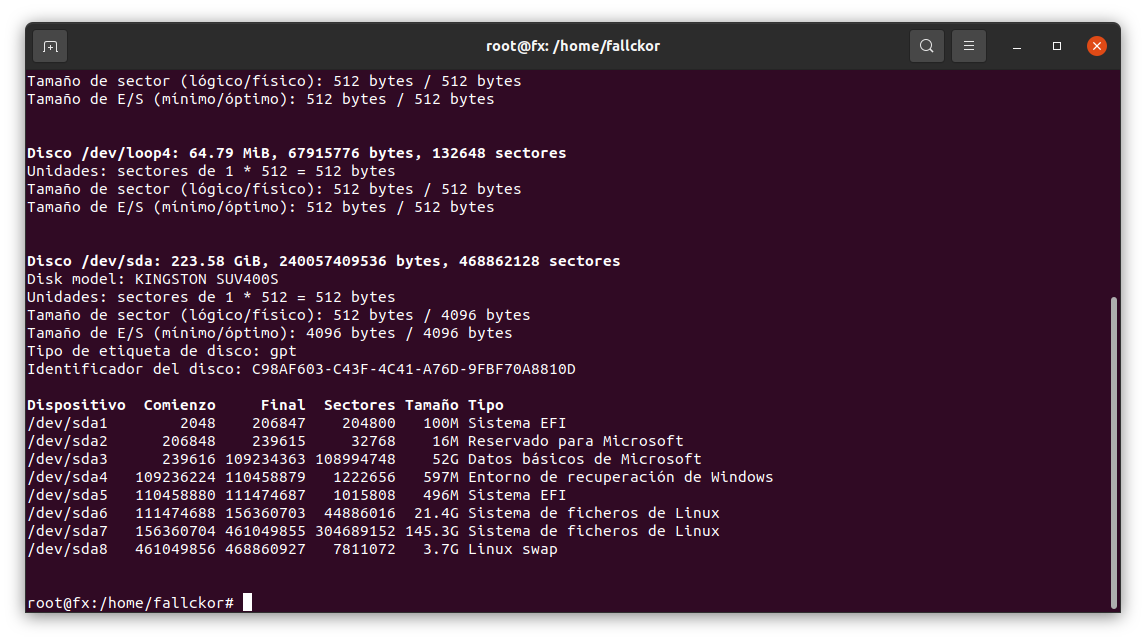 root@fx: /home/fallckor
Tamaño de sector (lógico/físico): 512 bytes / 512 bytes
Tamaño de E/S (mínimo/óptimo): 512 bytes / 512 bytes
Disco /dev/loop4: 64.79 MiB, 67915776 bytes, 132648 sectores
Unidades: sectores de 1 * 512 = 512 bytes
Tamaño de sector (lógico/físico): 512 bytes / 512 bytes
Tamaño de E/S (mínimo/óptimo): 512 bytes / 512 bytes
Disco /dev/sda: 223.58 GiB, 240057409536 bytes, 468862128 sectores
Disk model: KINGSTON SUV400S
Unidades: sectores de 1 * 512 = 512 bytes
Tamaño de sector (lógico/físico): 512 bytes / 4096 bytes
Tamaño de E/S (mínimo/óptimo): 4096 bytes / 4096 bytes
Tipo de etiqueta de disco: gpt
Identificador del disco: C98AF603-C43F-4C41-A76D-9FBF70A8810D
Dispositivo Comienzo Final Sectores Tamaño Tipo
/dev/sda1 2048 206847 204800 100M Sistema EFI
/dev/sda2 206848 239615 32768 16M Reservado para Microsoft
/dev/sda3 239616 109234363 108994748 52G Datos básicos de Microsoft
/dev/sda4 109236224 110458879 1222656 597M Entorno de recuperación de Windows
/dev/sda5 110458880 111474687 1015808 496M Sistema EFI
/dev/sda6 111474688 156360703 44886016 21.4G Sistema de ficheros de Linux
/dev/sda7 156360704 461049855 304689152 145.3G Sistema de ficheros de Linux
/dev/sda8 461049856 468860927 7811072 3.7G Linux swap
root@fx:/home/fallckor#